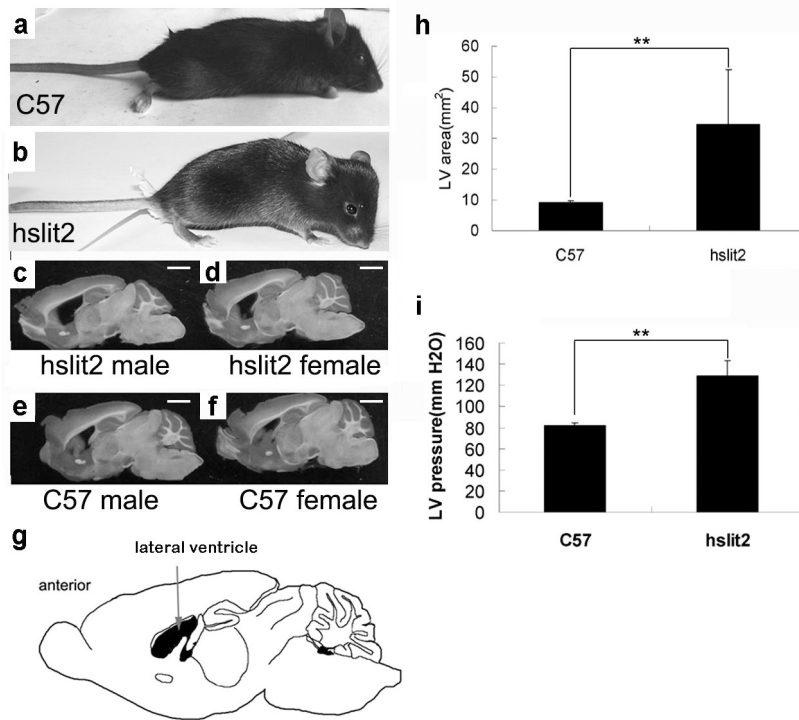 a
C57
b
hslit2
c
d
hslit2 male
hslit2 female
e
f
C57 male
C57 female
g
lateral ventricle
anterior
h
LV area(mm²)
60
50
40
30
20
10
0
**
C57
hslit2
i
LV pressure(mm H2O)
160
140
120
100
80
60
40
20
0
**
C57
hslit2